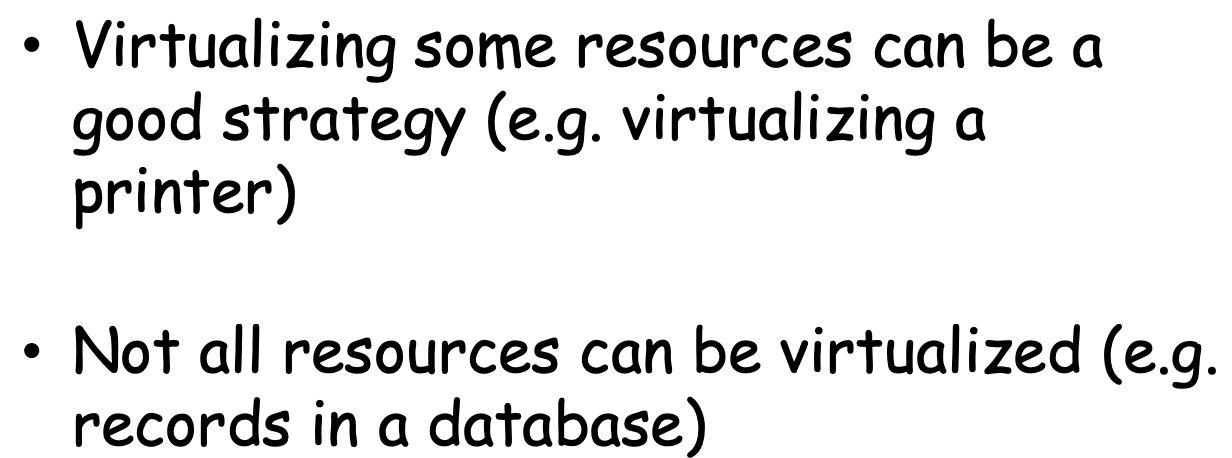 • Virtualizing some resources can be a
good strategy (e.g. virtualizing a
printer)
• Not all resources can be virtualized (e.g.
records in a database)